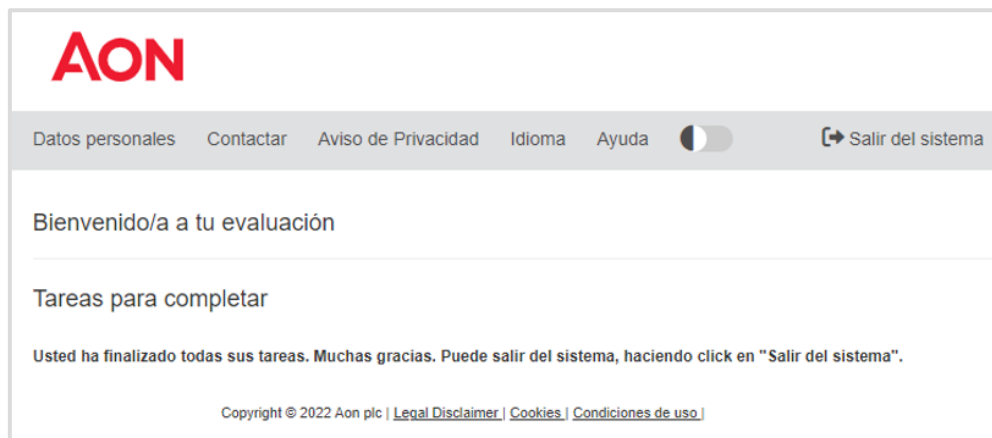 AON
Datos personales Contactar Aviso de Privacidad Idioma Ayuda Salir del sistema
Bienvenido/a a tu evaluación
Tareas para completar
Usted ha finalizado todas sus tareas. Muchas gracias. Puede salir del sistema, haciendo click en "Salir del sistema".
Copyright © 2022 Aon plc | Legal Disclaimer | Cookies | Condiciones de uso |